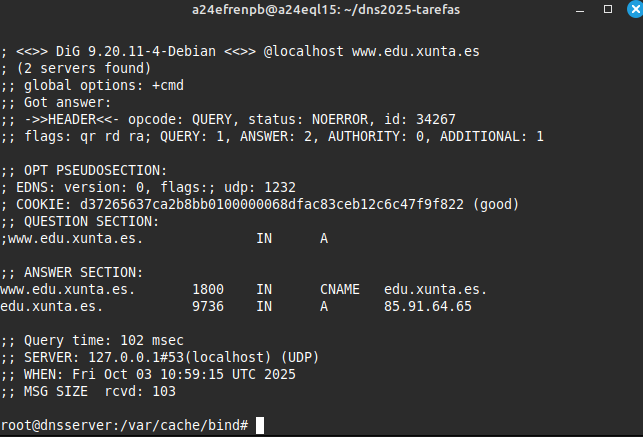 a24efrenpb@a24eql15: ~/dns2025-tarefas
; <<>> DiG 9.20.11-4-Debian <<>> @localhost www.edu.xunta.es
; (2 servers found)
;; global options: +cmd
;; Got answer:
;; ->>HEADER<<- opcode: QUERY, status: NOERROR, id: 34267
;; flags: qr rd ra; QUERY: 1, ANSWER: 2, AUTHORITY: 0, ADDITIONAL: 1
;; OPT PSEUDOSECTION:
; EDNS: version: 0, flags:; udp: 1232
; COOKIE: d37265637ca2b8bb0100000068dfac83ceb12c6c47f9f822 (good)
;; QUESTION SECTION:
;www.edu.xunta.es. IN A
;; ANSWER SECTION:
www.edu.xunta.es. 1800 IN CNAME edu.xunta.es.
edu.xunta.es. 9736 IN A 85.91.64.65
;; Query time: 102 msec
;; SERVER: 127.0.0.1#53(localhost) (UDP)
;; WHEN: Fri Oct 03 10:59:15 UTC 2025
;; MSG SIZE rcvd: 103
root@dnsserver:/var/cache/bind#